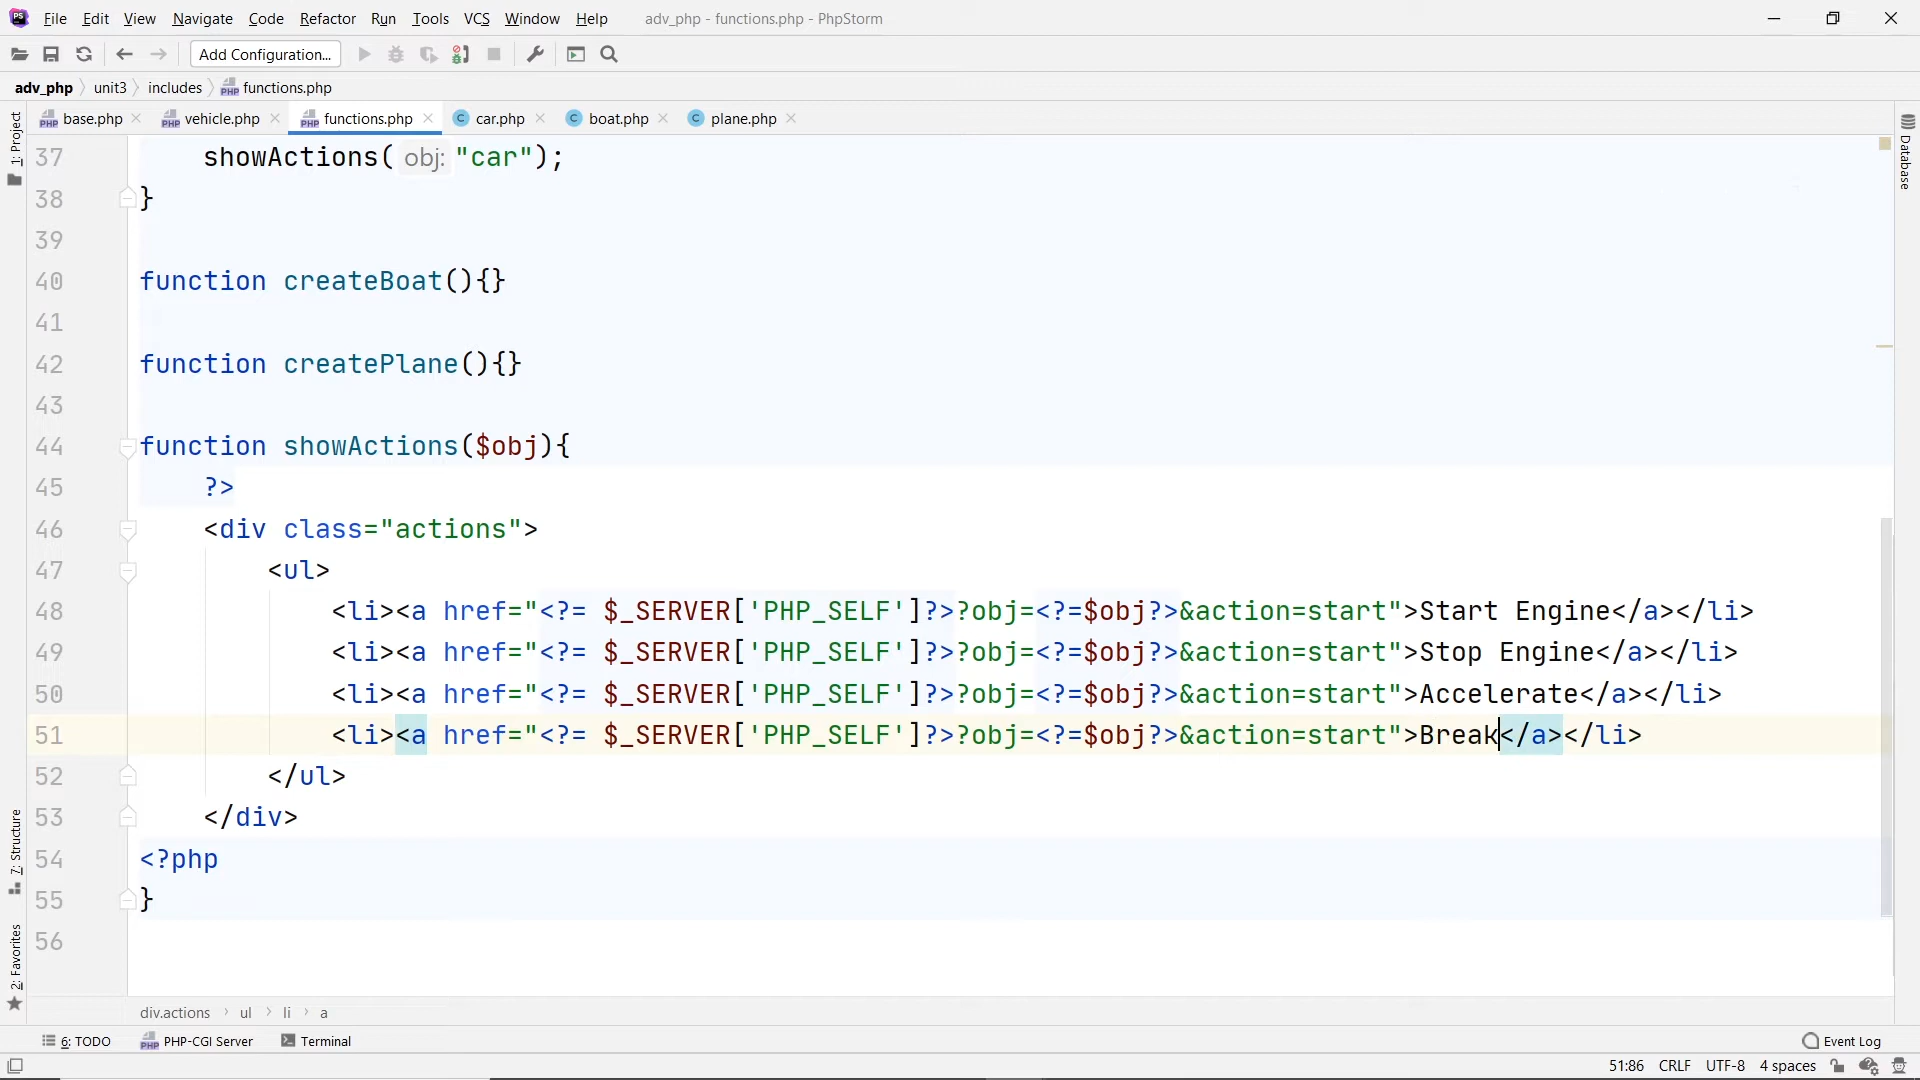 PS File Edit View Navigate Code Refactor Run Tools VCS Window Help adv_php - functions.php - PhpStorm
Add Configuration...
adv_php unit3 includes PHP functions.php
PHP base.php PHP vehicle.php PHP functions.php C car.php C boat.php C plane.php
1: Project
Database
37 showActions( obj: "car");
38 }
39
40 function createBoat(){}
41
42 function createPlane(){}
43
44 function showActions($obj){
45 ?>
46 <div class="actions">
47 <ul>
48 <li><a href="<?= $_SERVER['PHP_SELF']?>?obj=<?=$obj?>&action=start">Start Engine</a></li>
49 <li><a href="<?= $_SERVER['PHP_SELF']?>?obj=<?=$obj?>&action=start">Stop Engine</a></li>
50 <li><a href="<?= $_SERVER['PHP_SELF']?>?obj=<?=$obj?>&action=start">Accelerate</a></li>
51 <li><a href="<?= $_SERVER['PHP_SELF']?>?obj=<?=$obj?>&action=start">Break</a></li>
52 </ul>
53 </div>
54 <?php
55 }
56
7: Structure
2: Favorites
div.actions › ul › li › a
6: TODO PHP PHP-CGI Server Terminal Event Log
51:86 CRLF UTF-8 4 spaces